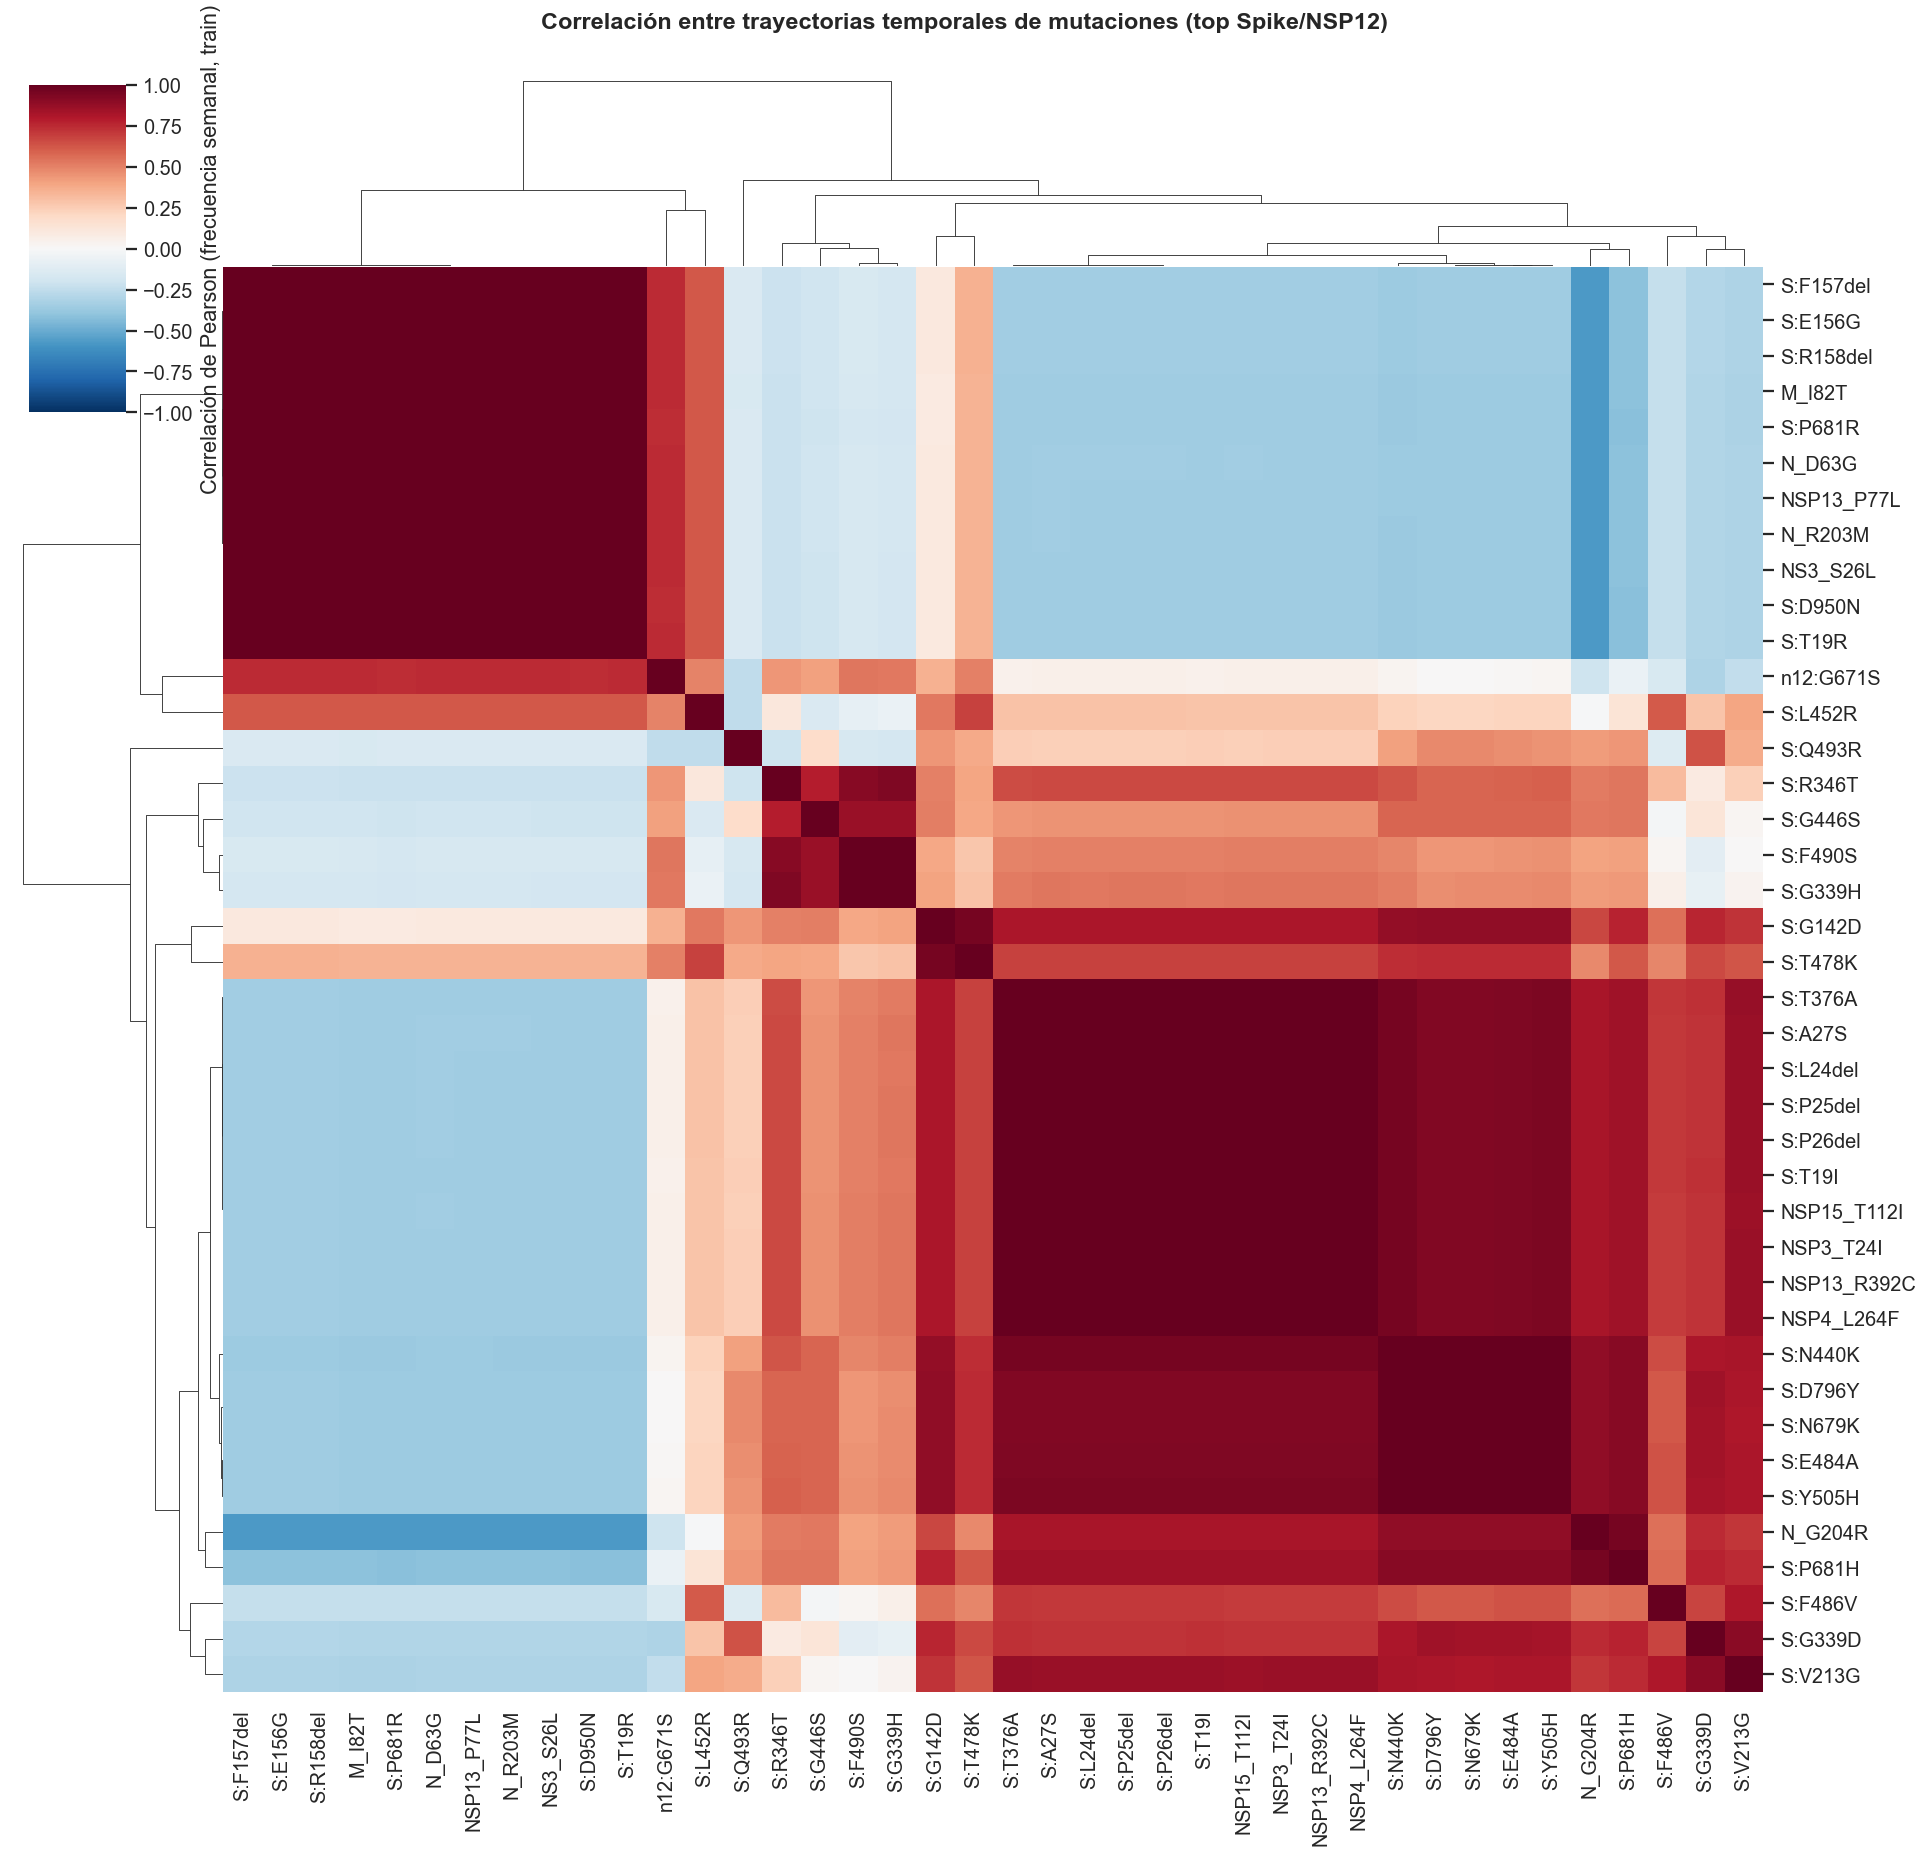 Correlación entre trayectorias temporales de mutaciones (top Spike/NSP12)
1.00
0.75
0.50
0.25
0.00
−0.25
−0.50
−0.75
−1.00
Correlación de Pearson (frecuencia semanal, train)
S:F157del
S:E156G
S:R158del
M_I82T
S:P681R
N_D63G
NSP13_P77L
N_R203M
NS3_S26L
S:D950N
S:T19R
n12:G671S
S:L452R
S:Q493R
S:R346T
S:G446S
S:F490S
S:G339H
S:G142D
S:T478K
S:T376A
S:A27S
S:L24del
S:P25del
S:P26del
S:T19I
NSP15_T112I
NSP3_T24I
NSP13_R392C
NSP4_L264F
S:N440K
S:D796Y
S:N679K
S:E484A
S:Y505H
N_G204R
S:P681H
S:F486V
S:G339D
S:V213G
S:F157del
S:E156G
S:R158del
M_I82T
S:P681R
N_D63G
NSP13_P77L
N_R203M
NS3_S26L
S:D950N
S:T19R
n12:G671S
S:L452R
S:Q493R
S:R346T
S:G446S
S:F490S
S:G339H
S:G142D
S:T478K
S:T376A
S:A27S
S:L24del
S:P25del
S:P26del
S:T19I
NSP15_T112I
NSP3_T24I
NSP13_R392C
NSP4_L264F
S:N440K
S:D796Y
S:N679K
S:E484A
S:Y505H
N_G204R
S:P681H
S:F486V
S:G339D
S:V213G